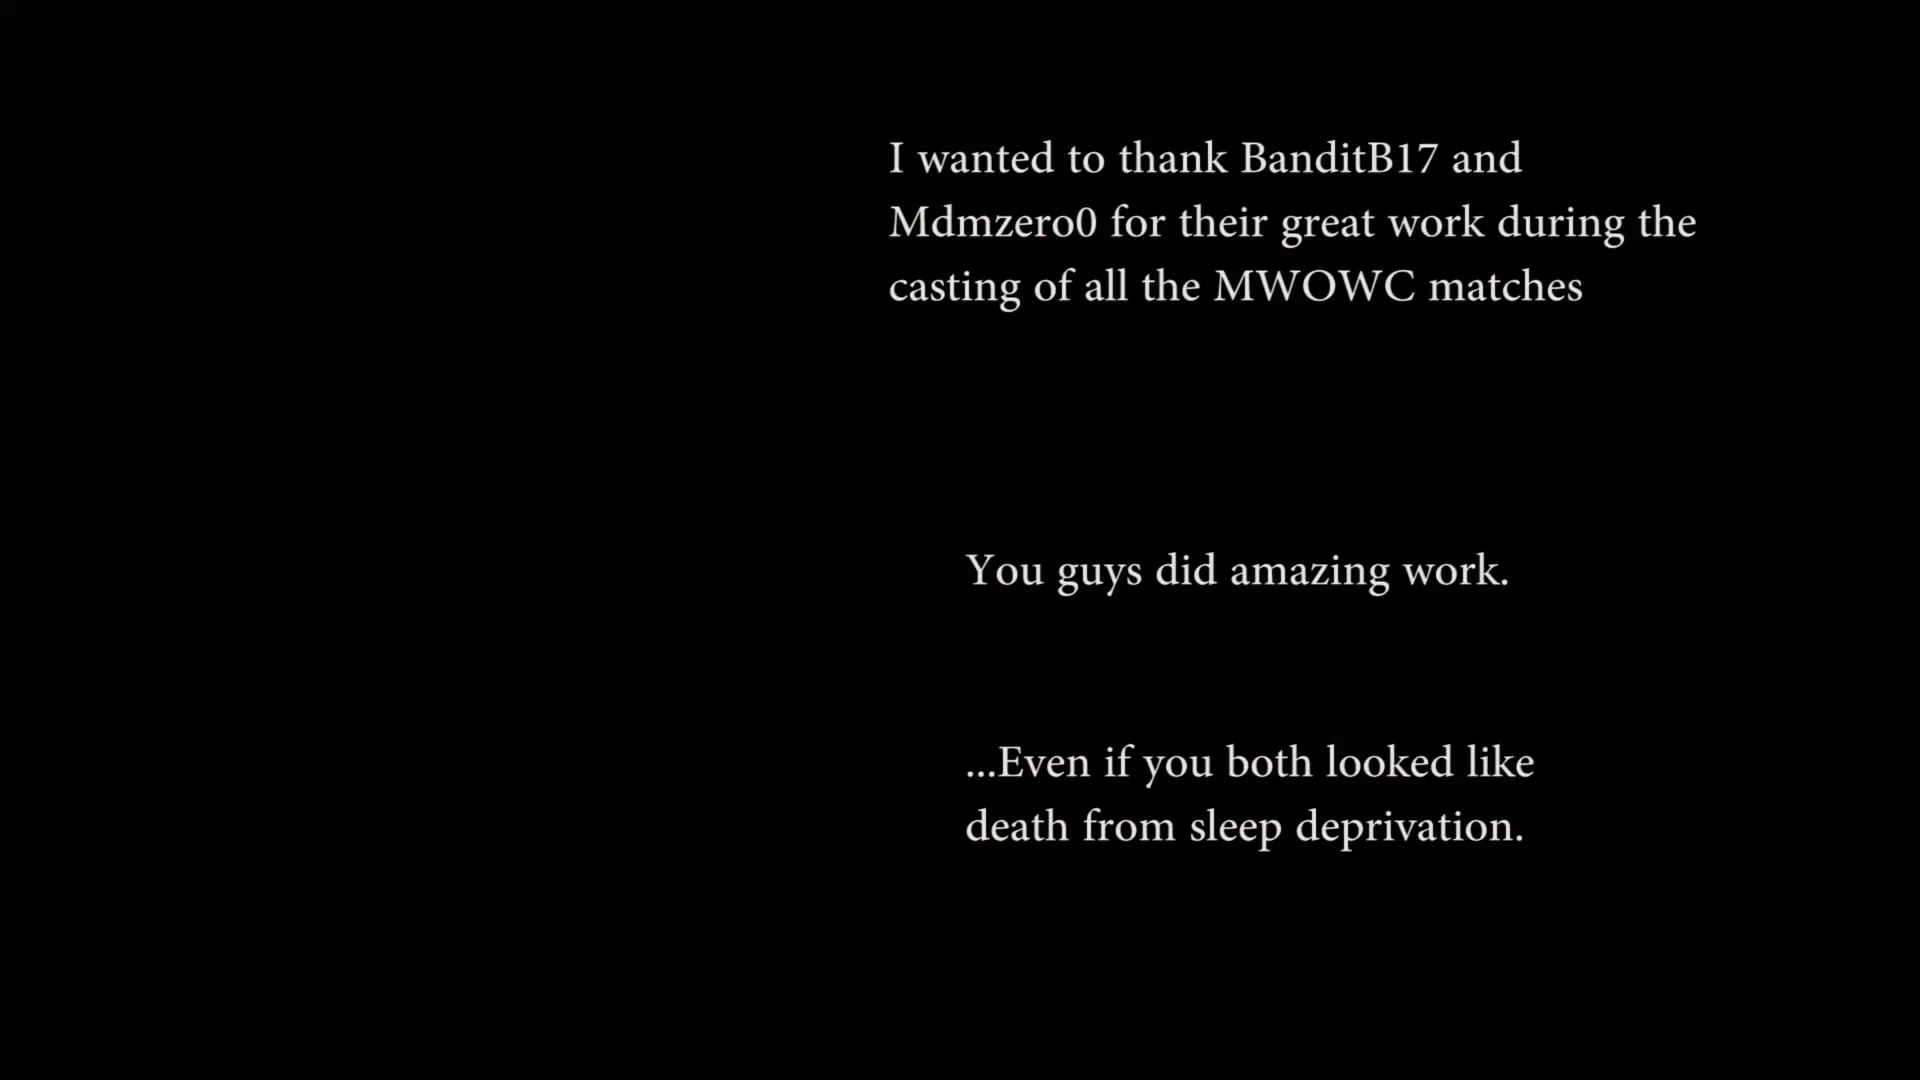 I wanted to thank BanditB17 and
Mdmzero0 for their great work during the
casting of all the MWOWC matches
You guys did amazing work.
...Even if you both looked like
death from sleep deprivation.